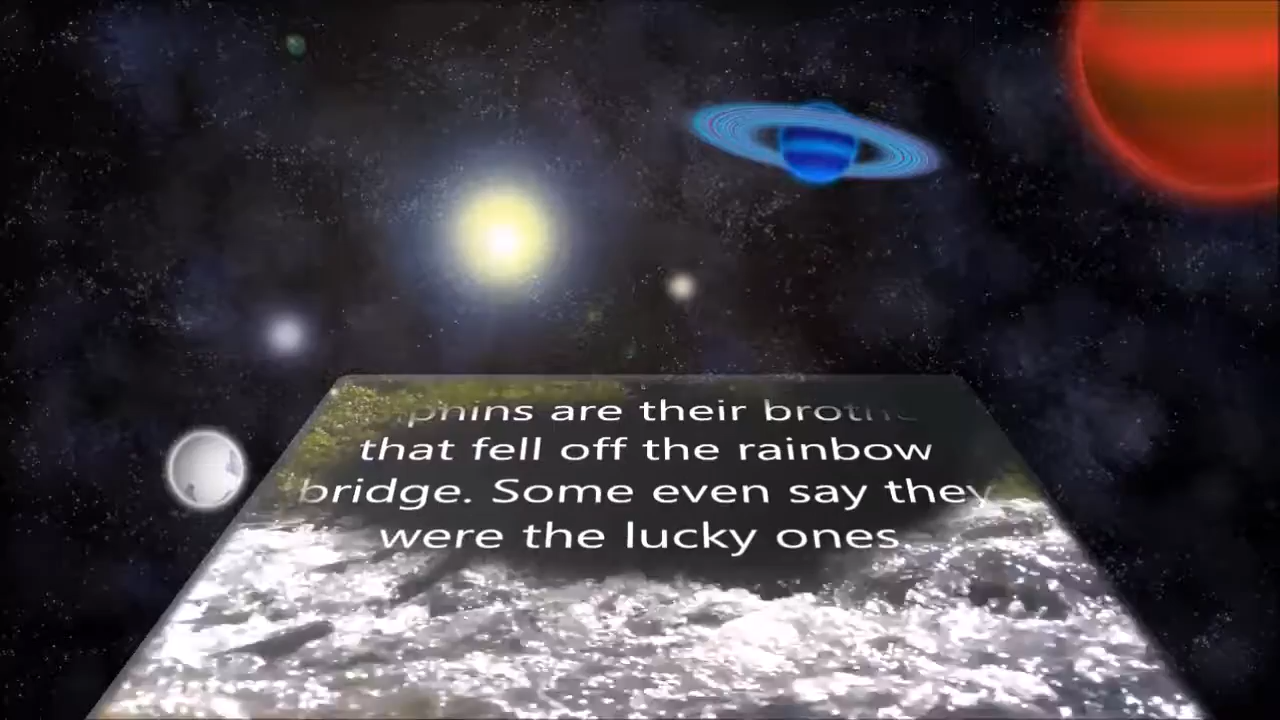 are their
that fell off the rainbow
bridge. Some even say they
were the lucky ones